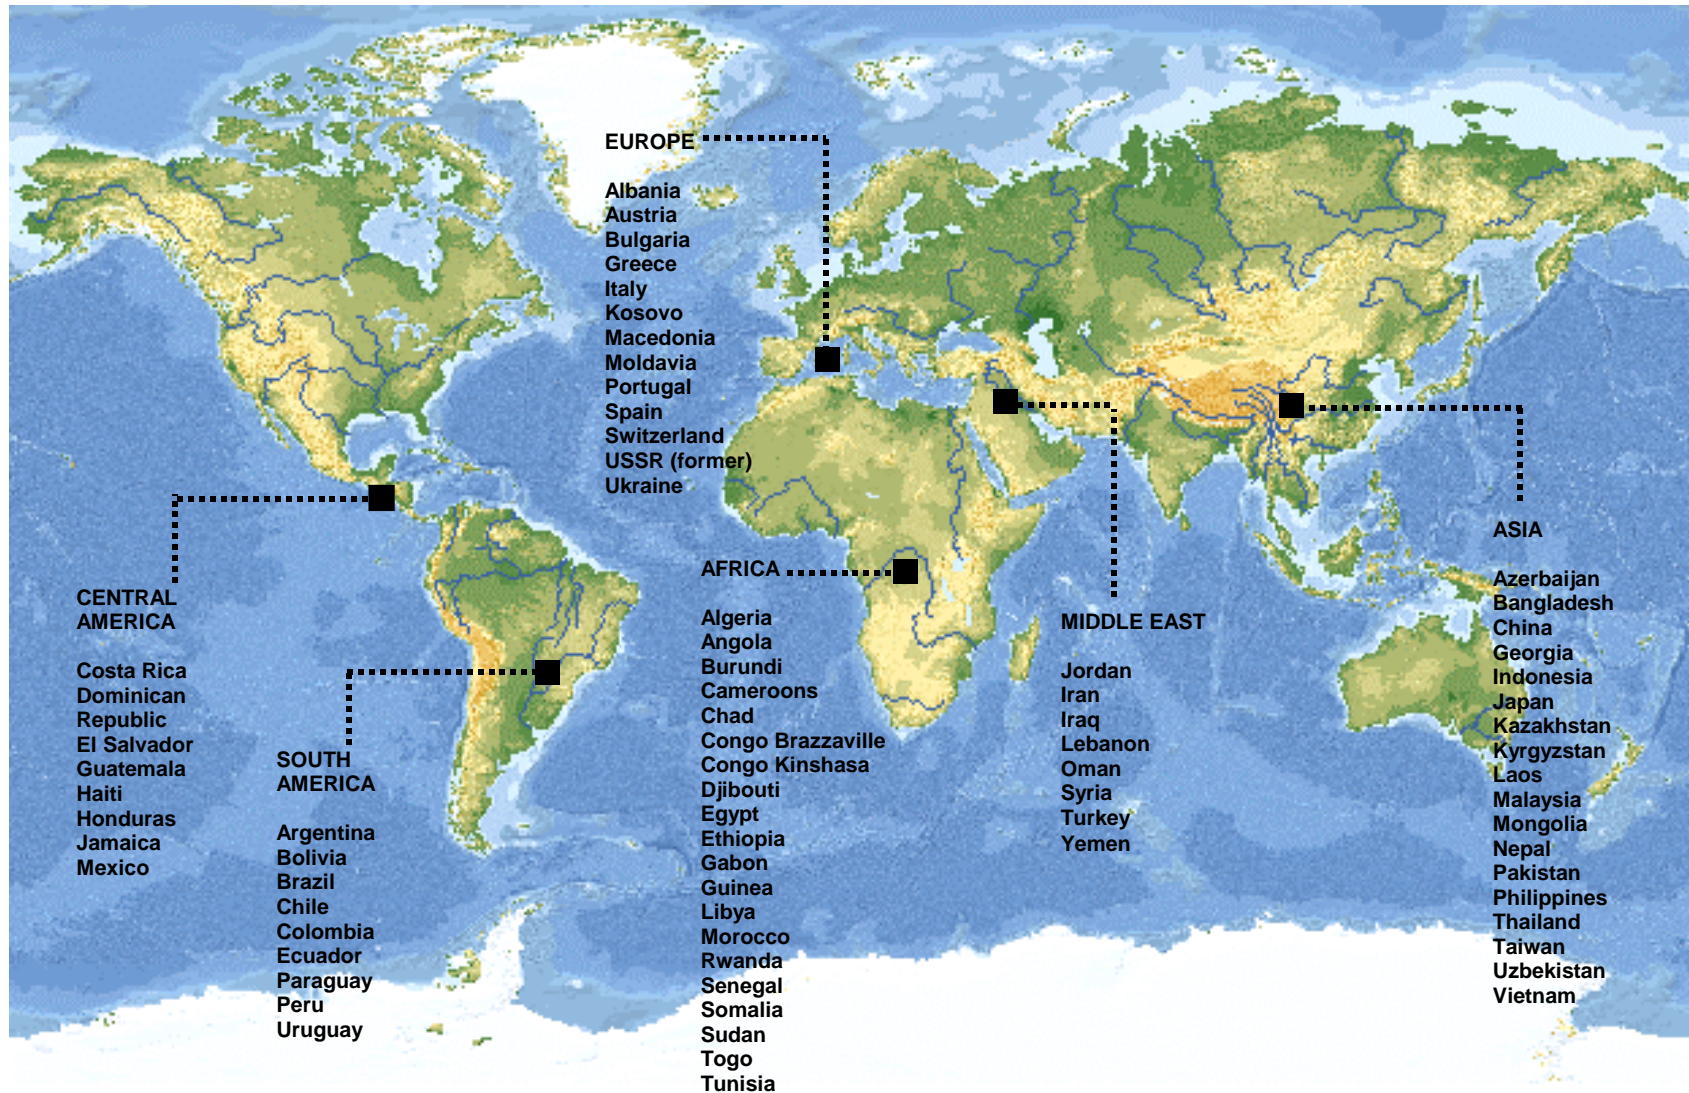 EUROPE
Albania
Austria
Bulgaria
Greece
Italy
Kosovo
Macedonia
Moldavia
Portugal
Spain
Switzerland
USSR (former)
Ukraine
CENTRAL
AMERICA
Costa Rica
Dominican
Republic
El Salvador
Guatemala
Haiti
Honduras
Jamaica
Mexico
SOUTH
AMERICA
Argentina
Bolivia
Brazil
Chile
Colombia
Ecuador
Paraguay
Peru
Uruguay
AFRICA
Algeria
Angola
Burundi
Cameroons
Chad
Congo Brazzaville
Congo Kinshasa
Djibouti
Egypt
Ethiopia
Gabon
Guinea
Libya
Morocco
Rwanda
Senegal
Somalia
Sudan
Togo
Tunisia
MIDDLE EAST
Jordan
Iran
Iraq
Lebanon
Oman
Syria
Turkey
Yemen
ASIA
Azerbaijan
Bangladesh
China
Georgia
Indonesia
Japan
Kazakhstan
Kyrgyzstan
Laos
Malaysia
Mongolia
Nepal
Pakistan
Philippines
Thailand
Taiwan
Uzbekistan
Vietnam